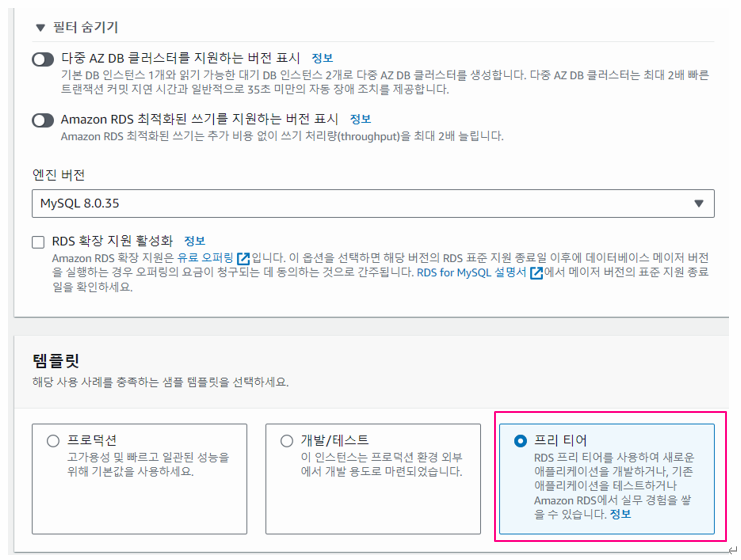 필터 숨기기
다중 AZ DB 클러스터를 지원하는 버전 표시 정보
기본 DB 인스턴스 1개와 읽기 가능한 대기 DB 인스턴스 2개로 다중 AZ DB 클러스터를 생성합니다. 다중 AZ DB 클러스터는 최대 2배 빠른
트랜잭션 커밋 지연 시간과 일반적으로 35초 미만의 자동 장애 조치를 제공합니다.
Amazon RDS 최적화된 쓰기를 지원하는 버전 표시 정보
Amazon RDS 최적화된 쓰기는 추가 비용 없이 쓰기 처리량(throughput)을 최대 2배 늘립니다.
엔진 버전
MySQL 8.0.35
RDS 확장 지원 활성화 정보
Amazon RDS 확장 지원은 유료 오퍼링 입니다. 이 옵션을 선택하면 해당 버전의 RDS 표준 지원 종료일 이후에 데이터베이스 메이저 버전
을 실행하는 경우 오퍼링의 요금이 청구되는 데 동의하는 것으로 간주됩니다. RDS for MySQL 설명서 에서 메이저 버전의 표준 지원 종료
일을 확인하세요.
템플릿
해당 사용 사례를 충족하는 샘플 템플릿을 선택하세요.
프로덕션
고가용성 및 빠르고 일관된 성능을
위해 기본값을 사용하세요.
개발/테스트
이 인스턴스는 프로덕션 환경 외부
에서 개발 용도로 마련되었습니다.
프리 티어
RDS 프리 티어를 사용하여 새로운
애플리케이션을 개발하거나, 기존
애플리케이션을 테스트하거나
Amazon RDS에서 실무 경험을 쌓
을 수 있습니다. 정보